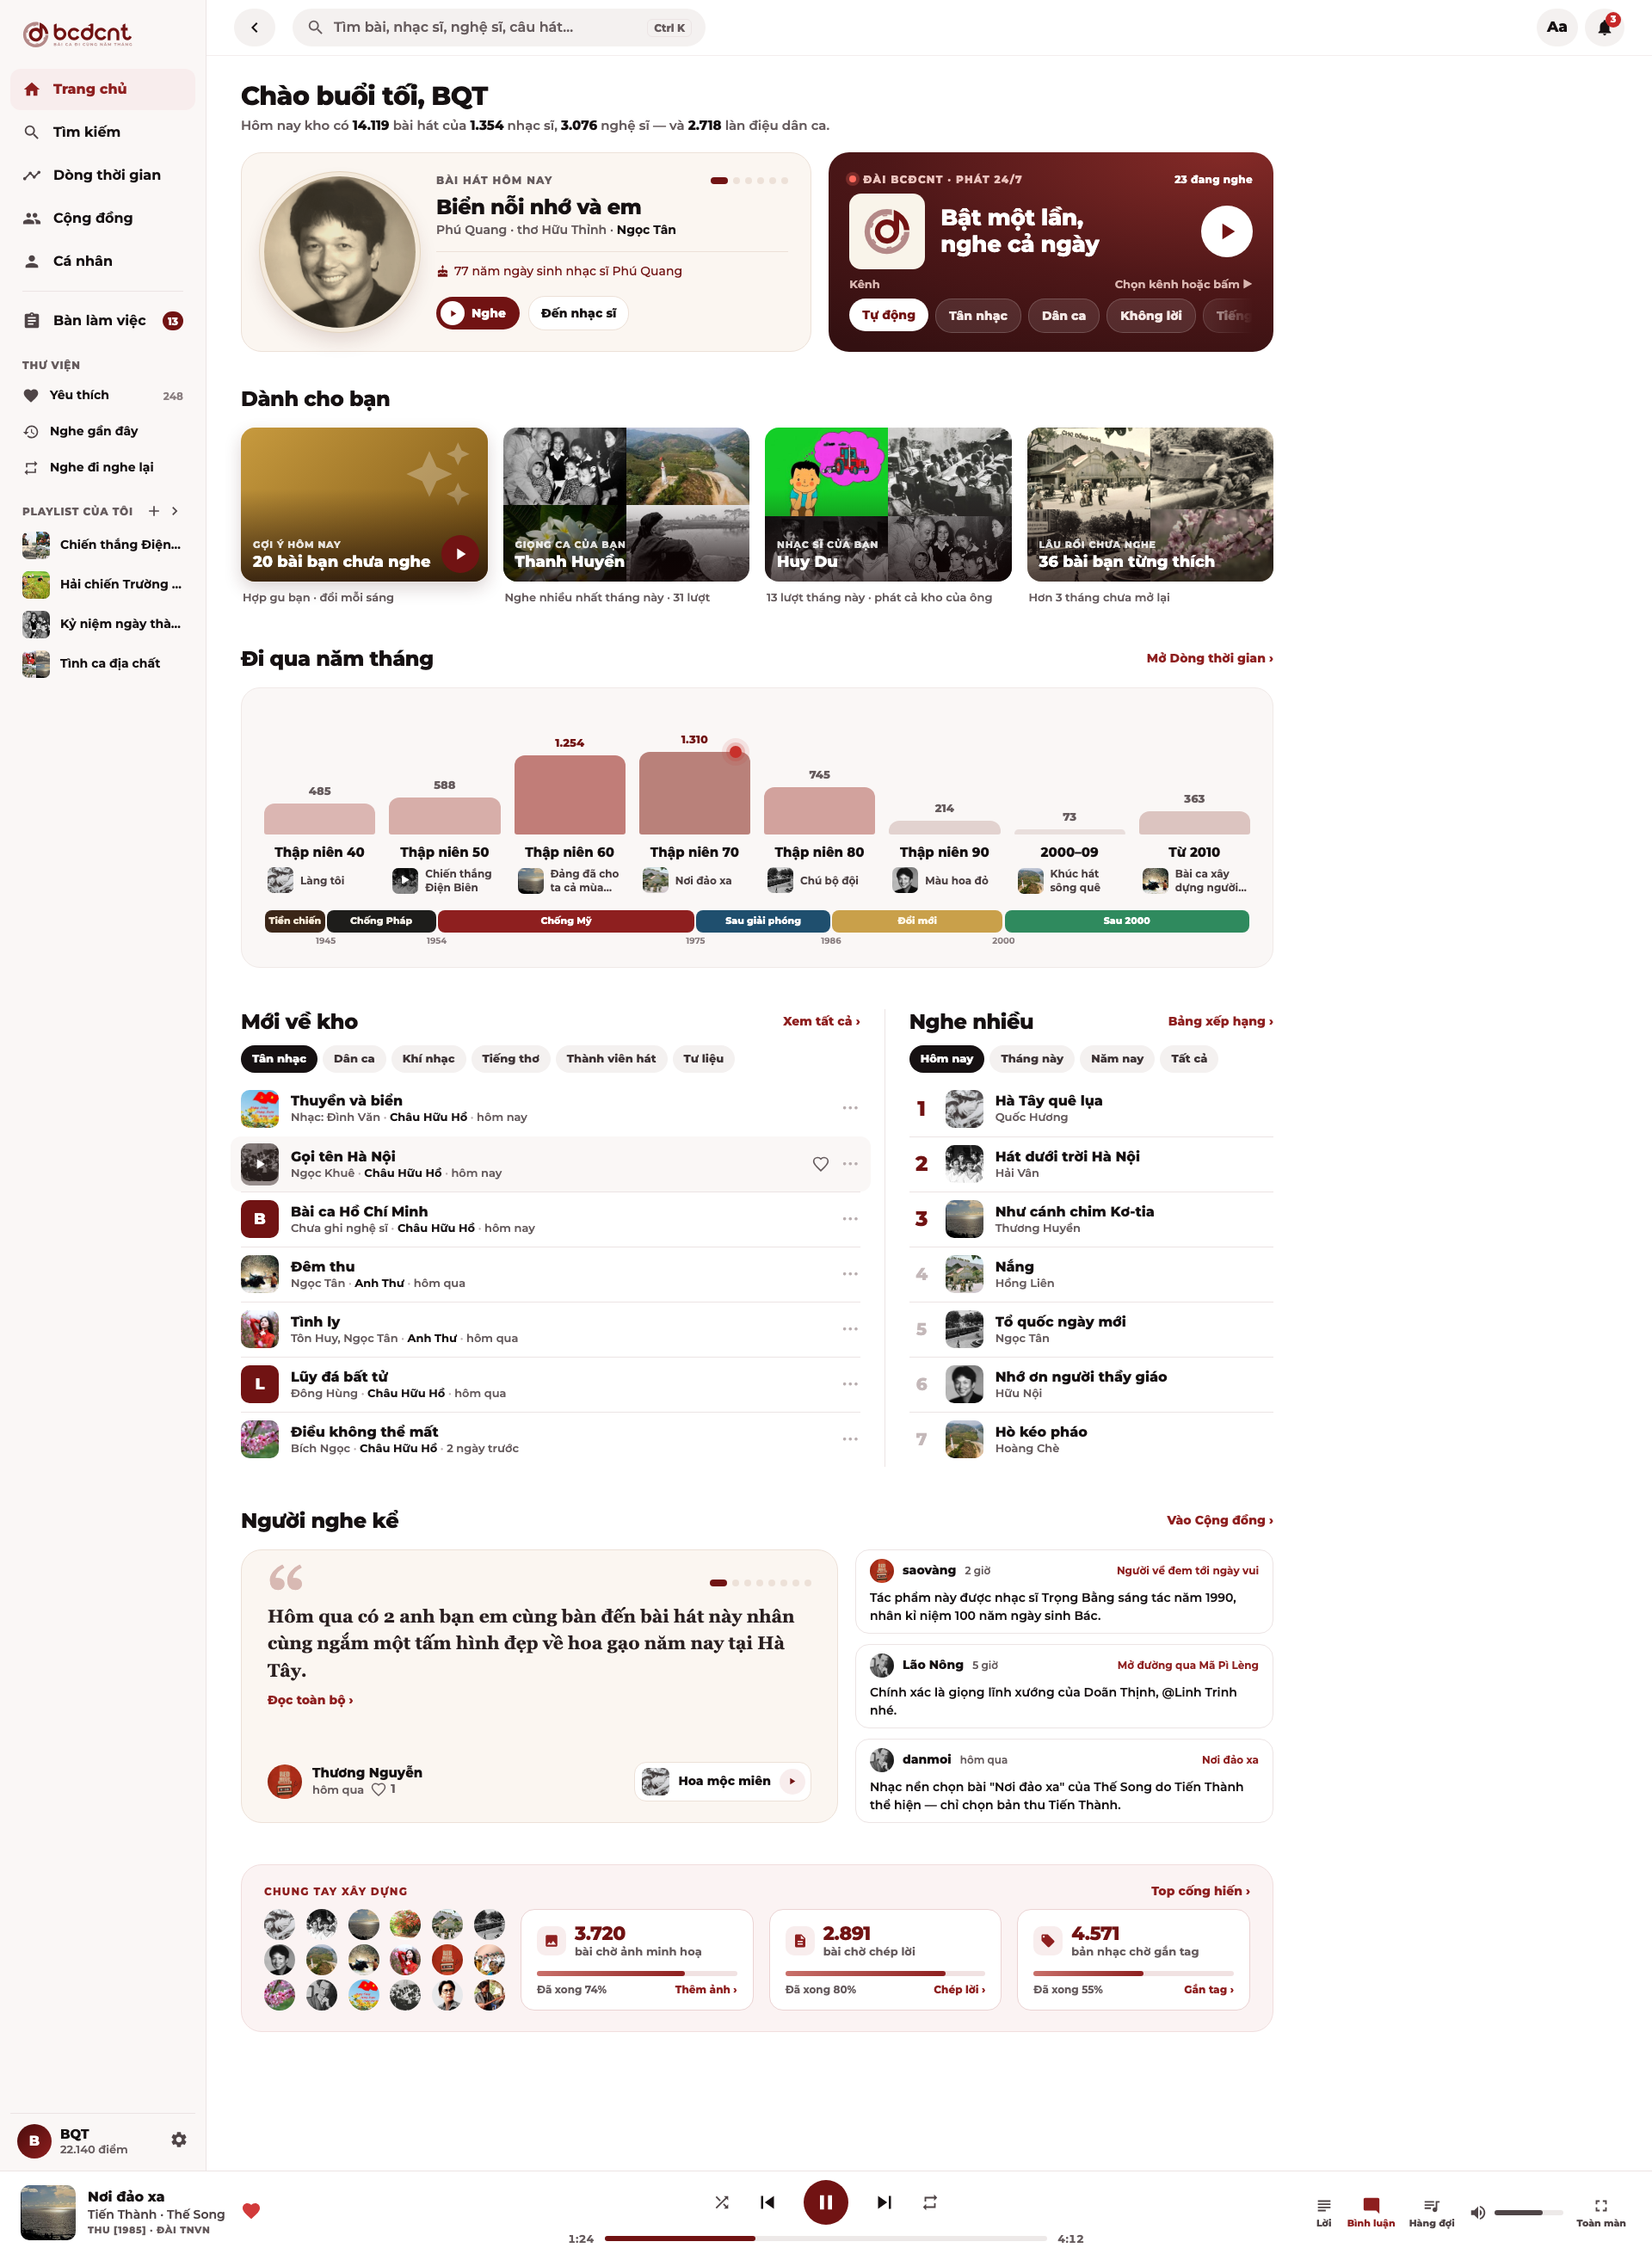 bcdcnt
BÀI CA ĐI CÙNG NĂM THÁNG
Tìm bài, nhạc sĩ, nghệ sĩ, câu hát...
Ctrl K
Aa
3
Trang chủ
Tìm kiếm
Dòng thời gian
Cộng đồng
Cá nhân
Bàn làm việc
13
THƯ VIỆN
Yêu thích
248
Nghe gần đây
Nghe đi nghe lại
PLAYLIST CỦA TÔI
Chiến thắng Điện...
Hải chiến Trường ...
Kỷ niệm ngày thà...
Tình ca địa chất
B
BQT
22.140 điểm
Chào buổi tối, BQT
Hôm nay kho có 14.119 bài hát của 1.354 nhạc sĩ, 3.076 nghệ sĩ — và 2.718 làn điệu dân ca.
BÀI HÁT HÔM NAY
Biển nỗi nhớ và em
Phú Quang · thơ Hữu Thỉnh · Ngọc Tân
77 năm ngày sinh nhạc sĩ Phú Quang
Nghe
Đến nhạc sĩ
ĐÀI BCĐCNT · PHÁT 24/7
23 đang nghe
Bật một lần,
nghe cả ngày
Kênh
Chọn kênh hoặc bấm ▶
Tự động
Tân nhạc
Dân ca
Không lời
Tiếng
Dành cho bạn
GỢI Ý HÔM NAY
20 bài bạn chưa nghe
Hợp gu bạn · đổi mỗi sáng
GIỌNG CA CỦA BẠN
Thanh Huyền
Nghe nhiều nhất tháng này · 31 lượt
NHẠC SĨ CỦA BẠN
Huy Du
13 lượt tháng này · phát cả kho của ông
CHỢ ĐỒNG XUÂN
LÂU RỒI CHƯA NGHE
36 bài bạn từng thích
Hơn 3 tháng chưa mở lại
Đi qua năm tháng
Mở Dòng thời gian ›
485
588
1.254
1.310
745
214
73
363
Thập niên 40
Thập niên 50
Thập niên 60
Thập niên 70
Thập niên 80
Thập niên 90
2000–09
Từ 2010
Làng tôi
Chiến thắng
Điện Biên
Đảng đã cho
ta cả mùa...
Nơi đảo xa
Chú bộ đội
Màu hoa đỏ
Khúc hát
sông quê
Bài ca xây
dựng người...
Tiền chiến
Chống Pháp
Chống Mỹ
Sau giải phóng
Đổi mới
Sau 2000
1945
1954
1975
1986
2000
Mới về kho
Xem tất cả ›
Tân nhạc
Dân ca
Khí nhạc
Tiếng thơ
Thành viên hát
Tư liệu
Thuyền và biển
Nhạc: Đình Văn · Châu Hữu Hồ · hôm nay
Gọi tên Hà Nội
Ngọc Khuê · Châu Hữu Hồ · hôm nay
B
Bài ca Hồ Chí Minh
Chưa ghi nghệ sĩ · Châu Hữu Hồ · hôm nay
Đêm thu
Ngọc Tân · Anh Thư · hôm qua
Tình ly
Tôn Huy, Ngọc Tân · Anh Thư · hôm qua
L
Lũy đá bất tử
Đông Hùng · Châu Hữu Hồ · hôm qua
Điều không thể mất
Bích Ngọc · Châu Hữu Hồ · 2 ngày trước
Nghe nhiều
Bảng xếp hạng ›
Hôm nay
Tháng này
Năm nay
Tất cả
1
Hà Tây quê lụa
Quốc Hương
2
Hát dưới trời Hà Nội
Hải Vân
3
Như cánh chim Kơ-tia
Thương Huyền
4
Nắng
Hồng Liên
5
Tổ quốc ngày mới
Ngọc Tân
6
Nhớ ơn người thầy giáo
Hữu Nội
7
Hò kéo pháo
Hoàng Chè
Người nghe kể
Vào Cộng đồng ›
“
Hôm qua có 2 anh bạn em cùng bàn đến bài hát này nhân
cùng ngắm một tấm hình đẹp về hoa gạo năm nay tại Hà
Tây.
Đọc toàn bộ ›
Thương Nguyễn
hôm qua
1
Hoa mộc miên
saovàng 2 giờ
Người về đem tới ngày vui
Tác phẩm này được nhạc sĩ Trọng Bằng sáng tác năm 1990,
nhân kỉ niệm 100 năm ngày sinh Bác.
Lão Nông 5 giờ
Mở đường qua Mã Pì Lèng
Chính xác là giọng lĩnh xướng của Doãn Thịnh, @Linh Trinh
nhé.
danmoi hôm qua
Nơi đảo xa
Nhạc nền chọn bài "Nơi đảo xa" của Thế Song do Tiến Thành
thể hiện — chỉ chọn bản thu Tiến Thành.
CHUNG TAY XÂY DỰNG
Top cống hiến ›
3.720
bài chờ ảnh minh hoạ
Đã xong 74%
Thêm ảnh ›
2.891
bài chờ chép lời
Đã xong 80%
Chép lời ›
4.571
bản nhạc chờ gắn tag
Đã xong 55%
Gắn tag ›
Nơi đảo xa
Tiến Thành · Thế Song
THU [1985] · ĐÀI TNVN
1:24
4:12
Lời
Bình luận
Hàng đợi
Toàn màn